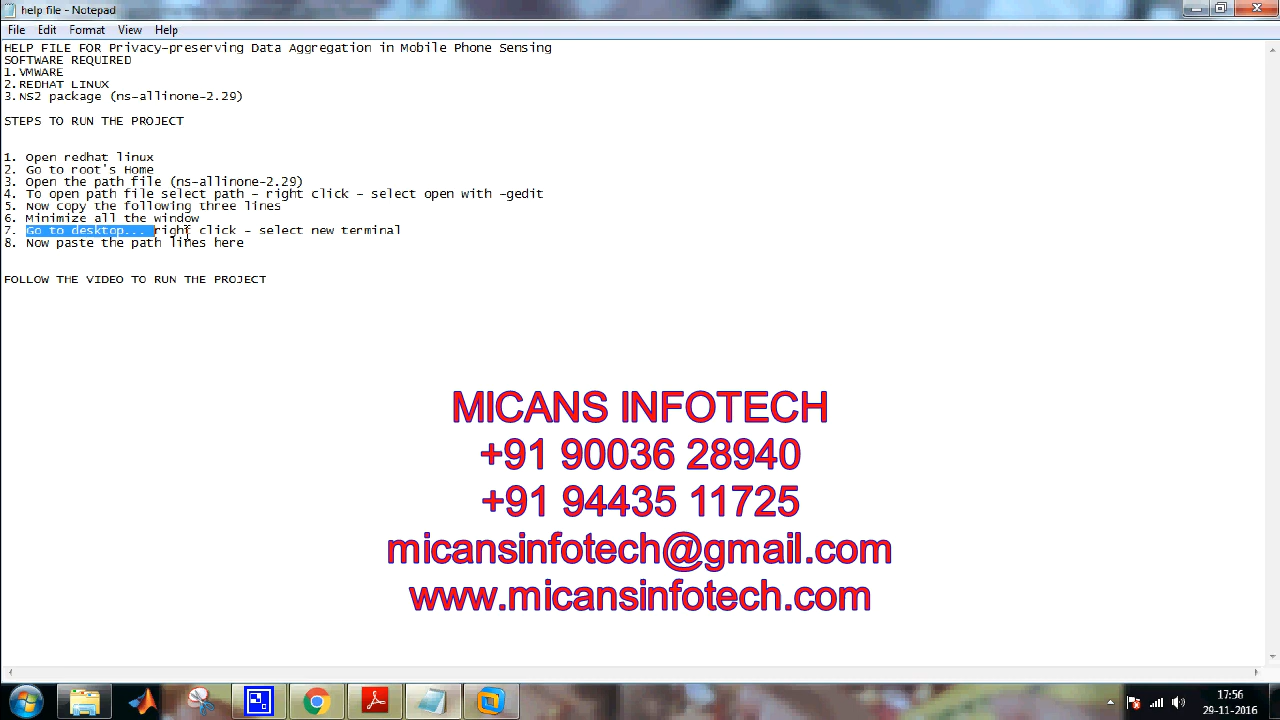 help file - Notepad
File Edit Format View Help
HELP FILE FOR Privacy-preserving Data Aggregation in Mobile Phone Sensing
SOFTWARE REQUIRED
1.VMWARE
2.REDHAT LINUX
3.NS2 package (ns-allinone-2.29)
STEPS TO RUN THE PROJECT
1. Open redhat linux
2. Go to root's Home
3. Open the path file (ns-allinone-2.29)
4. To open path file select path - right click - select open with -gedit
5. Now copy the following three lines
6. Minimize all the window
7. Go to desktop... right click - select new terminal
8. Now paste the path lines here
FOLLOW THE VIDEO TO RUN THE PROJECT
MICANS INFOTECH
+91 90036 28940
+91 94435 11725
micansinfotech@gmail.com
www.micansinfotech.com
17:56
29-11-2016